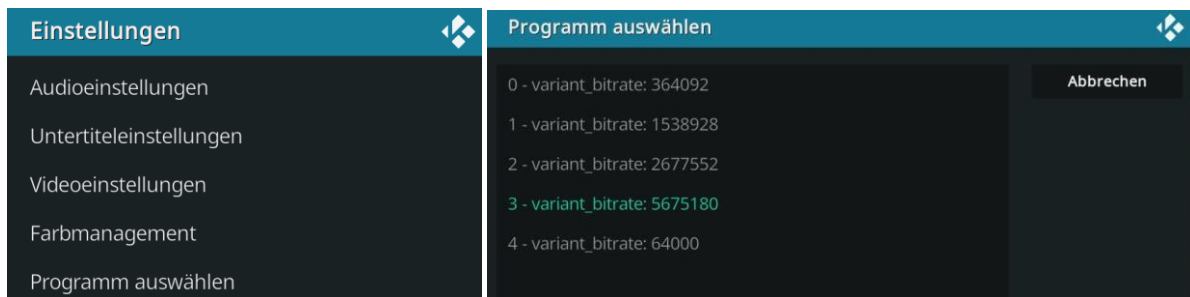 Einstellungen
Audioeinstellungen
Untertiteleinstellungen
Videoeinstellungen
Farbmanagement
Programm auswählen
Programm auswählen
0 - variant_bitrate: 364092
1 - variant_bitrate: 1538928
2 - variant_bitrate: 2677552
3 - variant_bitrate: 5675180
4 - variant_bitrate: 64000
Abbrechen